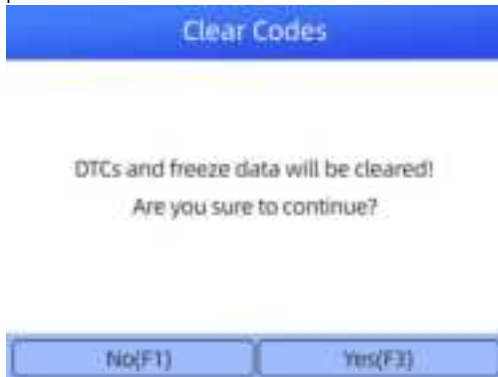 Clear Codes
DTCs and freeze data will be cleared!
Are you sure to continue?
No(F1)
Yes(F3)